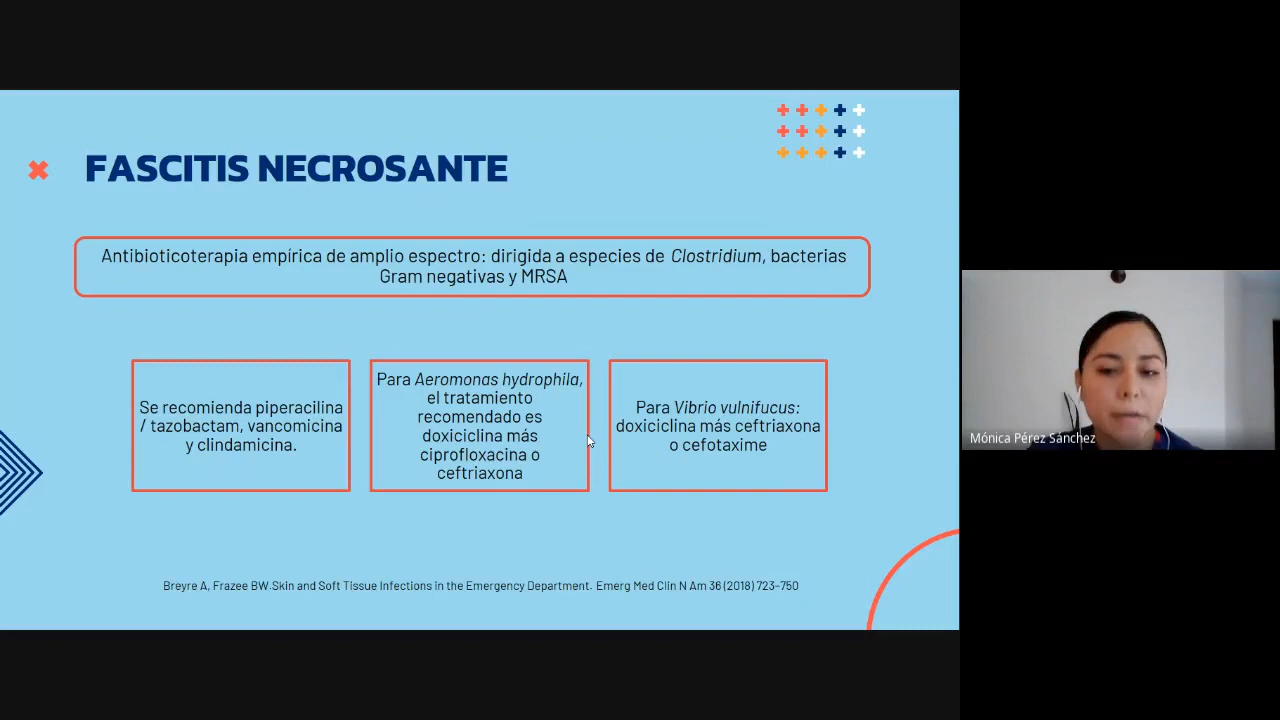 FASCITIS NECROSANTE
Antibioticoterapia empírica de amplio espectro: dirigida a especies de Clostridium, bacterias
Gram negativas y MRSA
Se recomienda piperacilina
/ tazobactam, vancomicina
y clindamicina.
Para Aeromonas hydrophila,
el tratamiento
recomendado es
doxiciclina más
ciprofloxacina o
ceftriaxona
Para Vibrio vulnifucus:
doxiciclina más ceftriaxona
o cefotaxime
Breyre A, Frazee BW.Skin and Soft Tissue Infections in the Emergency Department. Emerg Med Clin N Am 36 (2018) 723–750
Mónica Pérez Sánchez